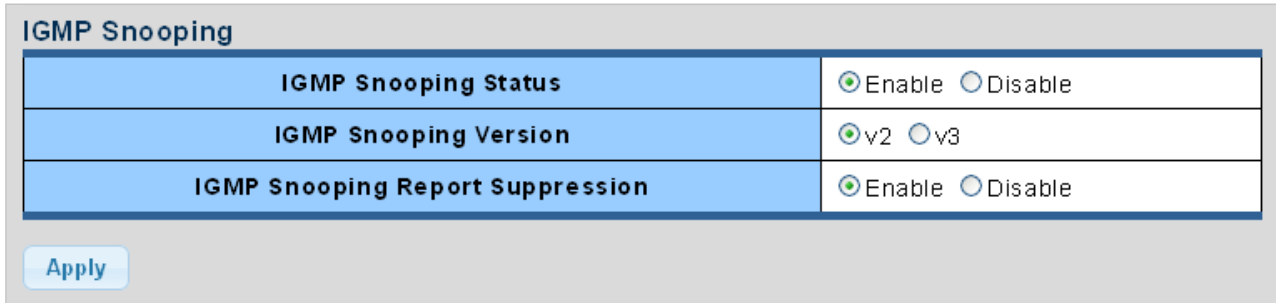 IGMP Snooping
IGMP Snooping Status Enable Disable
IGMP Snooping Version v2 v3
IGMP Snooping Report Suppression Enable Disable
Apply